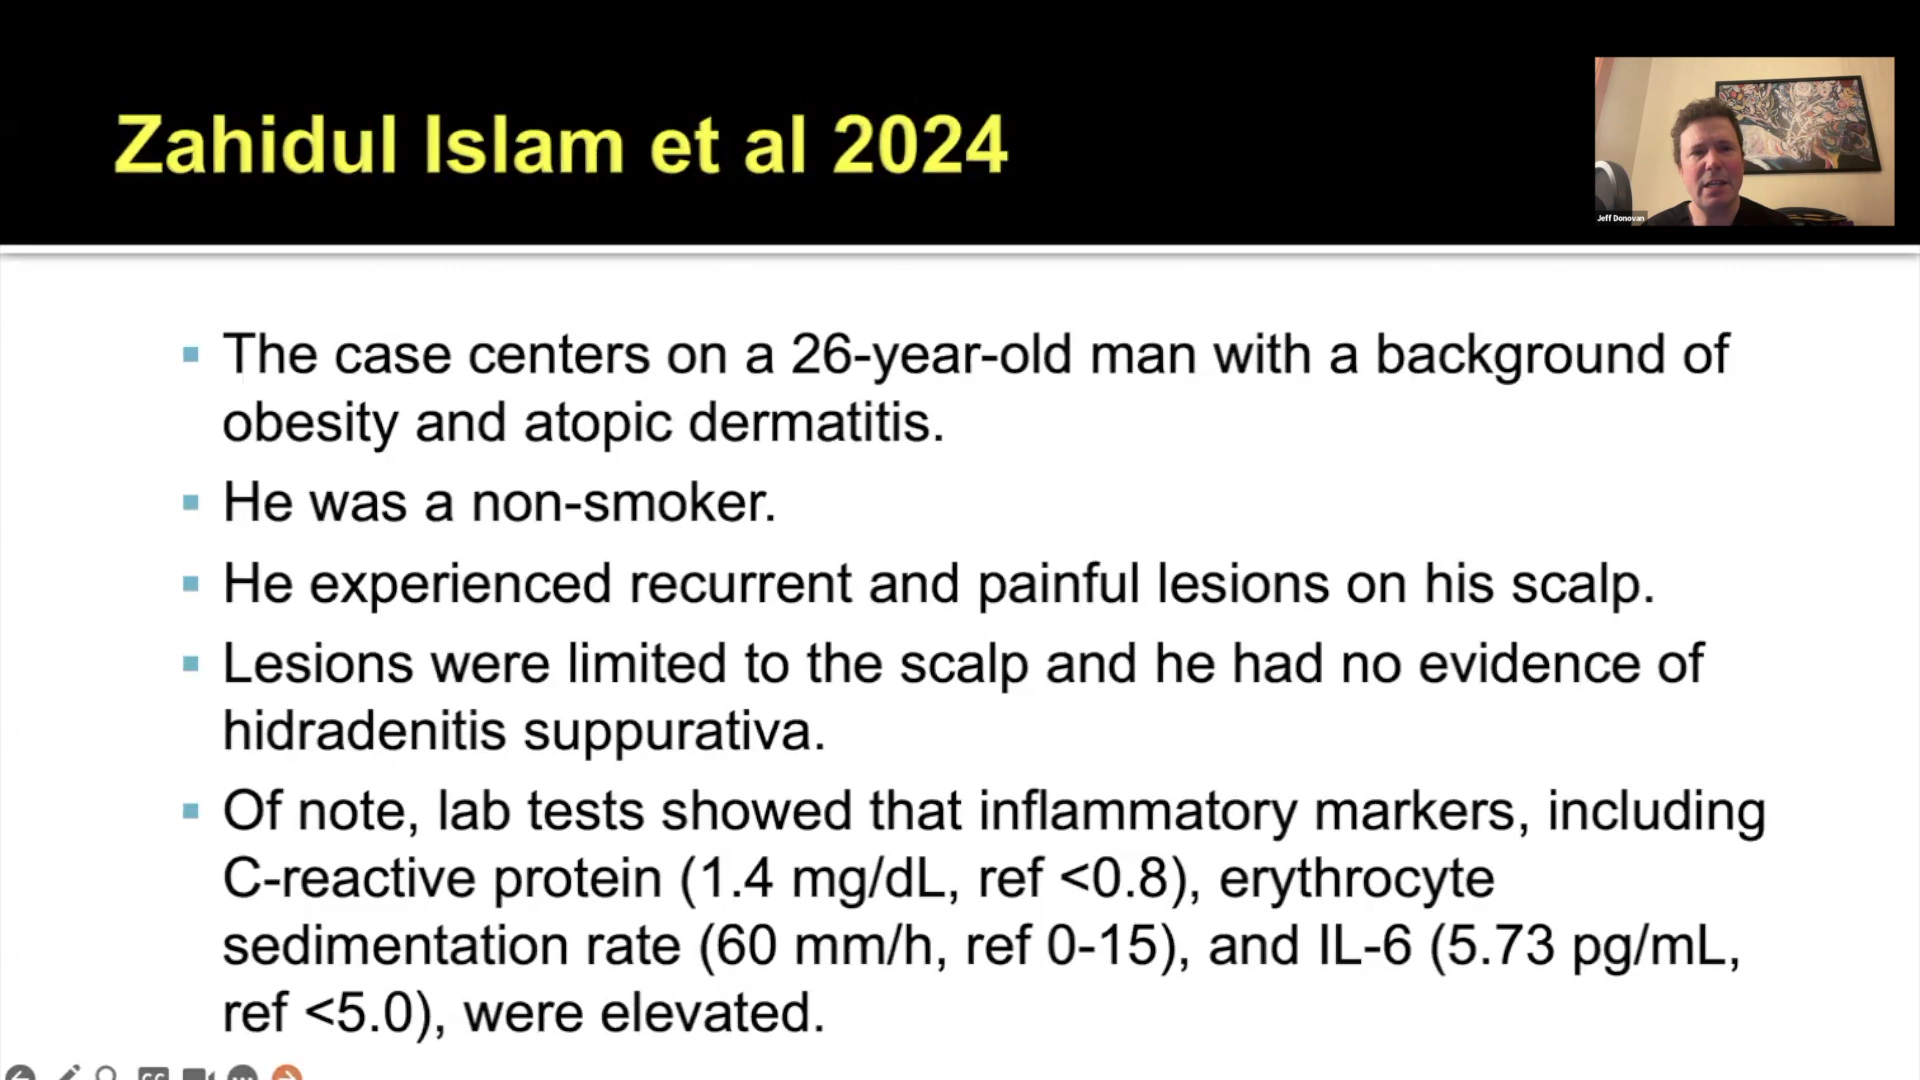 Zahidul Islam et al 2024
Jeff Donovan
The case centers on a 26-year-old man with a background of
obesity and atopic dermatitis.
He was a non-smoker.
He experienced recurrent and painful lesions on his scalp.
Lesions were limited to the scalp and he had no evidence of
hidradenitis suppurativa.
Of note, lab tests showed that inflammatory markers, including
C-reactive protein (1.4 mg/dL, ref <0.8), erythrocyte
sedimentation rate (60 mm/h, ref 0-15), and IL-6 (5.73 pg/mL,
ref <5.0), were elevated.
CC